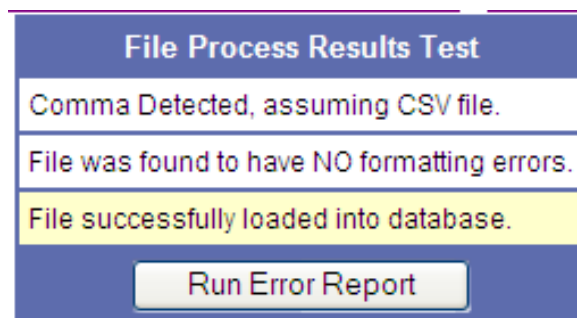 File Process Results Test
Comma Detected, assuming CSV file.
File was found to have NO formatting errors.
File successfully loaded into database.
Run Error Report